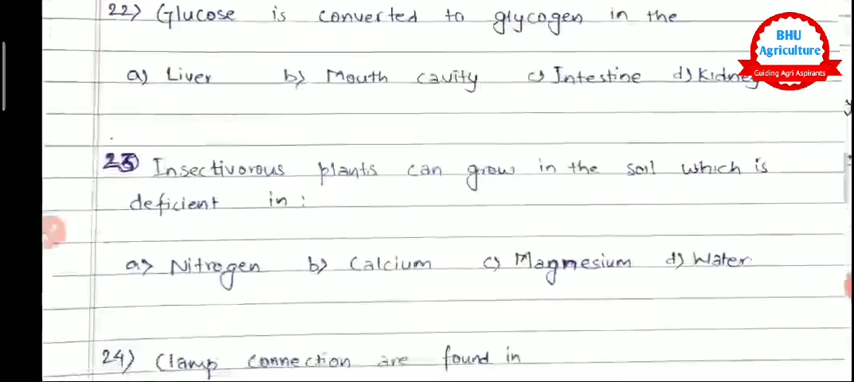 22) Glucose is converted to glycogen in the
a) Liver b) Mouth cavity c) Intestine d) Kidney
BHU
Agriculture
Guiding Agri Aspirants
23 Insectivorous plants can grow in the soil which is
deficient in :
a) Nitrogen b) Calcium c) Magnesium d) Water
24) Clamp connection are found in